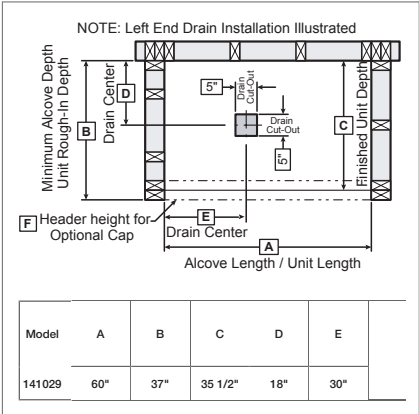 NOTE: Left End Drain Installation Illustrated
Minimum Alcove Depth
Unit Rough-In Depth
B
Drain Center
D
5"
Drain
Cut-Out
Drain
Cut-Out
5"
C
Finished Unit Depth
F Header height for
Optional Cap
E
Drain Center
A
Alcove Length / Unit Length
Model A B C D E
141029 60" 37" 35 1/2" 18" 30"